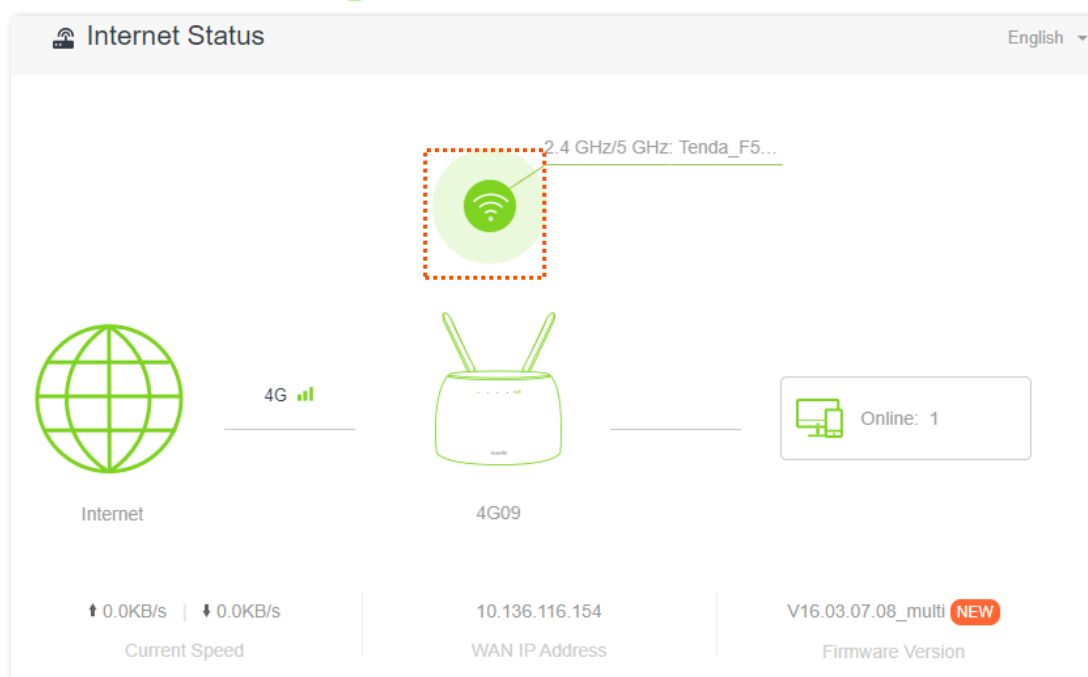 Internet Status
English
2.4 GHz/5 GHz: Tenda_F5...
4G
Online: 1
Internet
4G09
0.0KB/s | 0.0KB/s
10.136.116.154
V16.03.07.08_multi NEW
Current Speed
WAN IP Address
Firmware Version